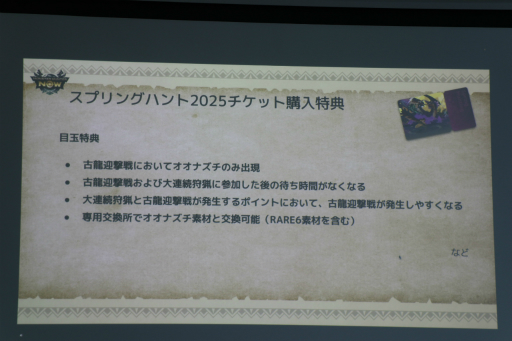 NOW
スプリングハント2025チケット購入特典
目玉特典
● 古龍迎撃戦においてオオナズチのみ出現
● 古龍迎撃戦および大連続狩猟に参加した後の待ち時間がなくなる
● 大連続狩猟と古龍迎撃戦が発生するポイントにおいて、古龍迎撃戦が発生しやすくなる
● 専用交換所でオオナズチ素材と交換可能（RARE6素材を含む）
など